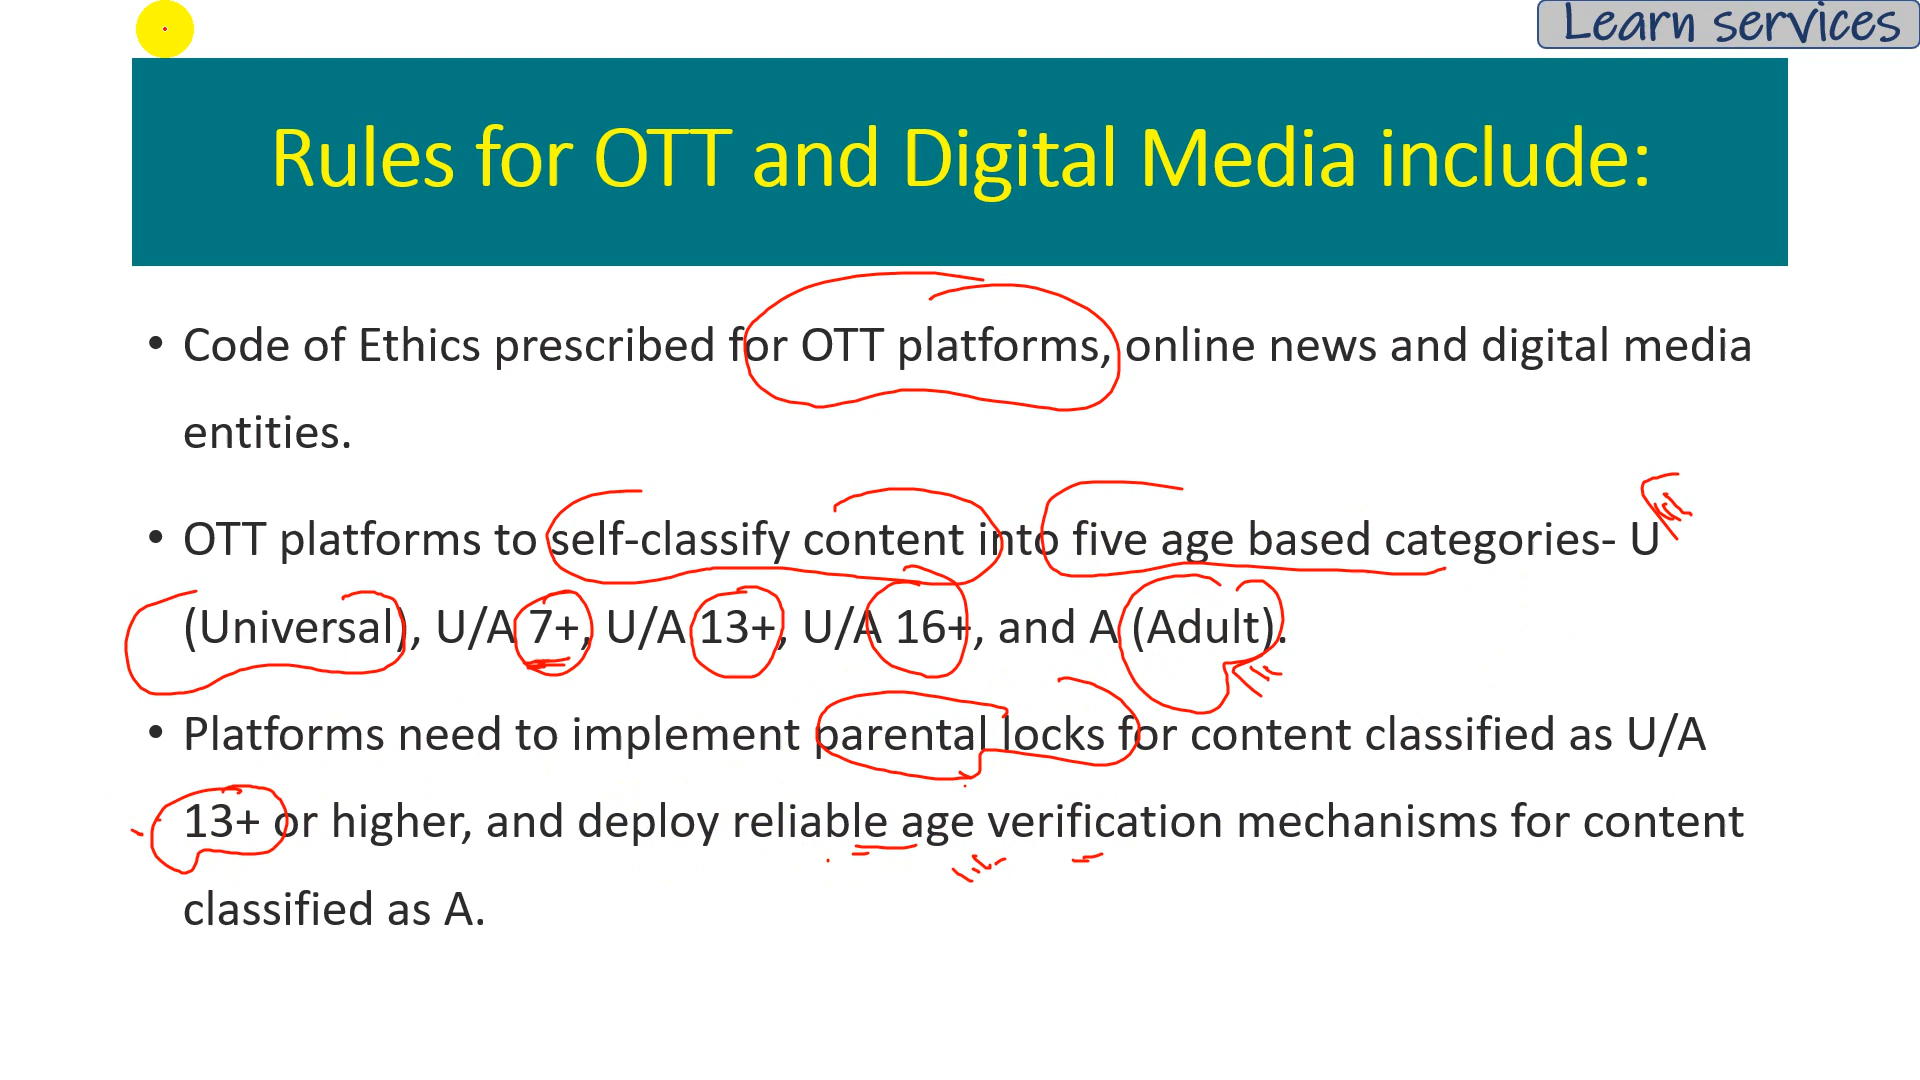 Learn services
Rules for OTT and Digital Media include:
• Code of Ethics prescribed for OTT platforms, online news and digital media
entities.
• OTT platforms to self-classify content into five age based categories- U
(Universal), U/A 7+, U/A 13+, U/A 16+, and A (Adult).
• Platforms need to implement parental locks for content classified as U/A
13+ or higher, and deploy reliable age verification mechanisms for content
classified as A.